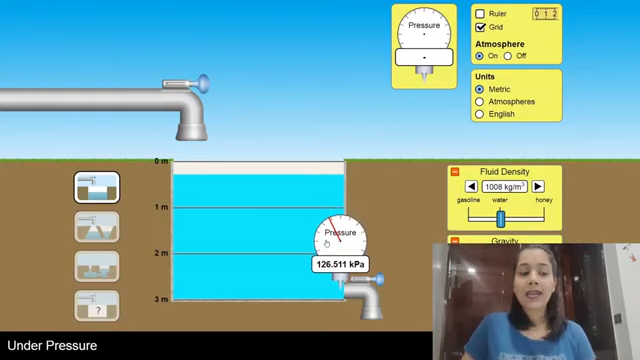 Pressure
-
Ruler
0 1 2
Grid
Atmosphere
On Off
Units
Metric
Atmospheres
English
0 m
1 m
2 m
3 m
Pressure
126.511 kPa
?
Fluid Density
1008 kg/m³
gasoline water honey
Gravity
Under Pressure